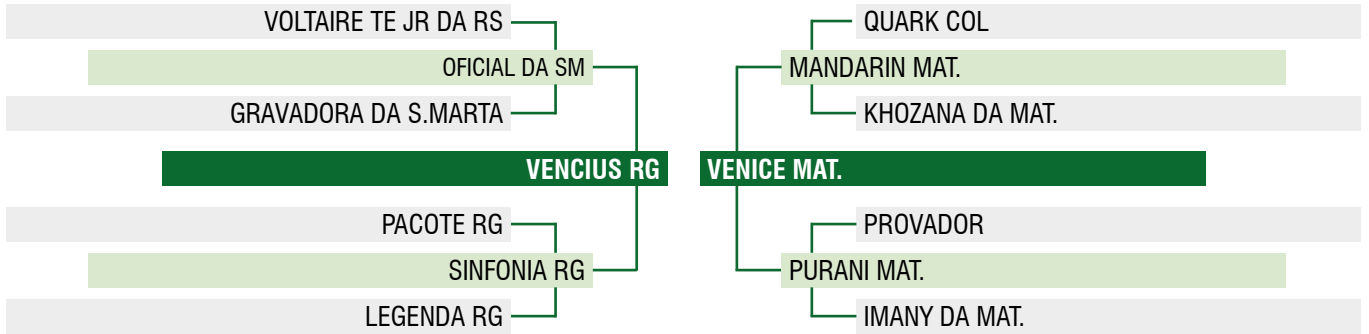 VOLTAIRE TE JR DA RS
OFICIAL DA SM
GRAVADORA DA S.MARTA
VENCIUS RG
PACOTE RG
SINFONIA RG
LEGENDA RG
QUARK COL
MANDARIN MAT.
KHOZANA DA MAT.
VENICE MAT.
PROVADOR
PURANI MAT.
IMANY DA MAT.